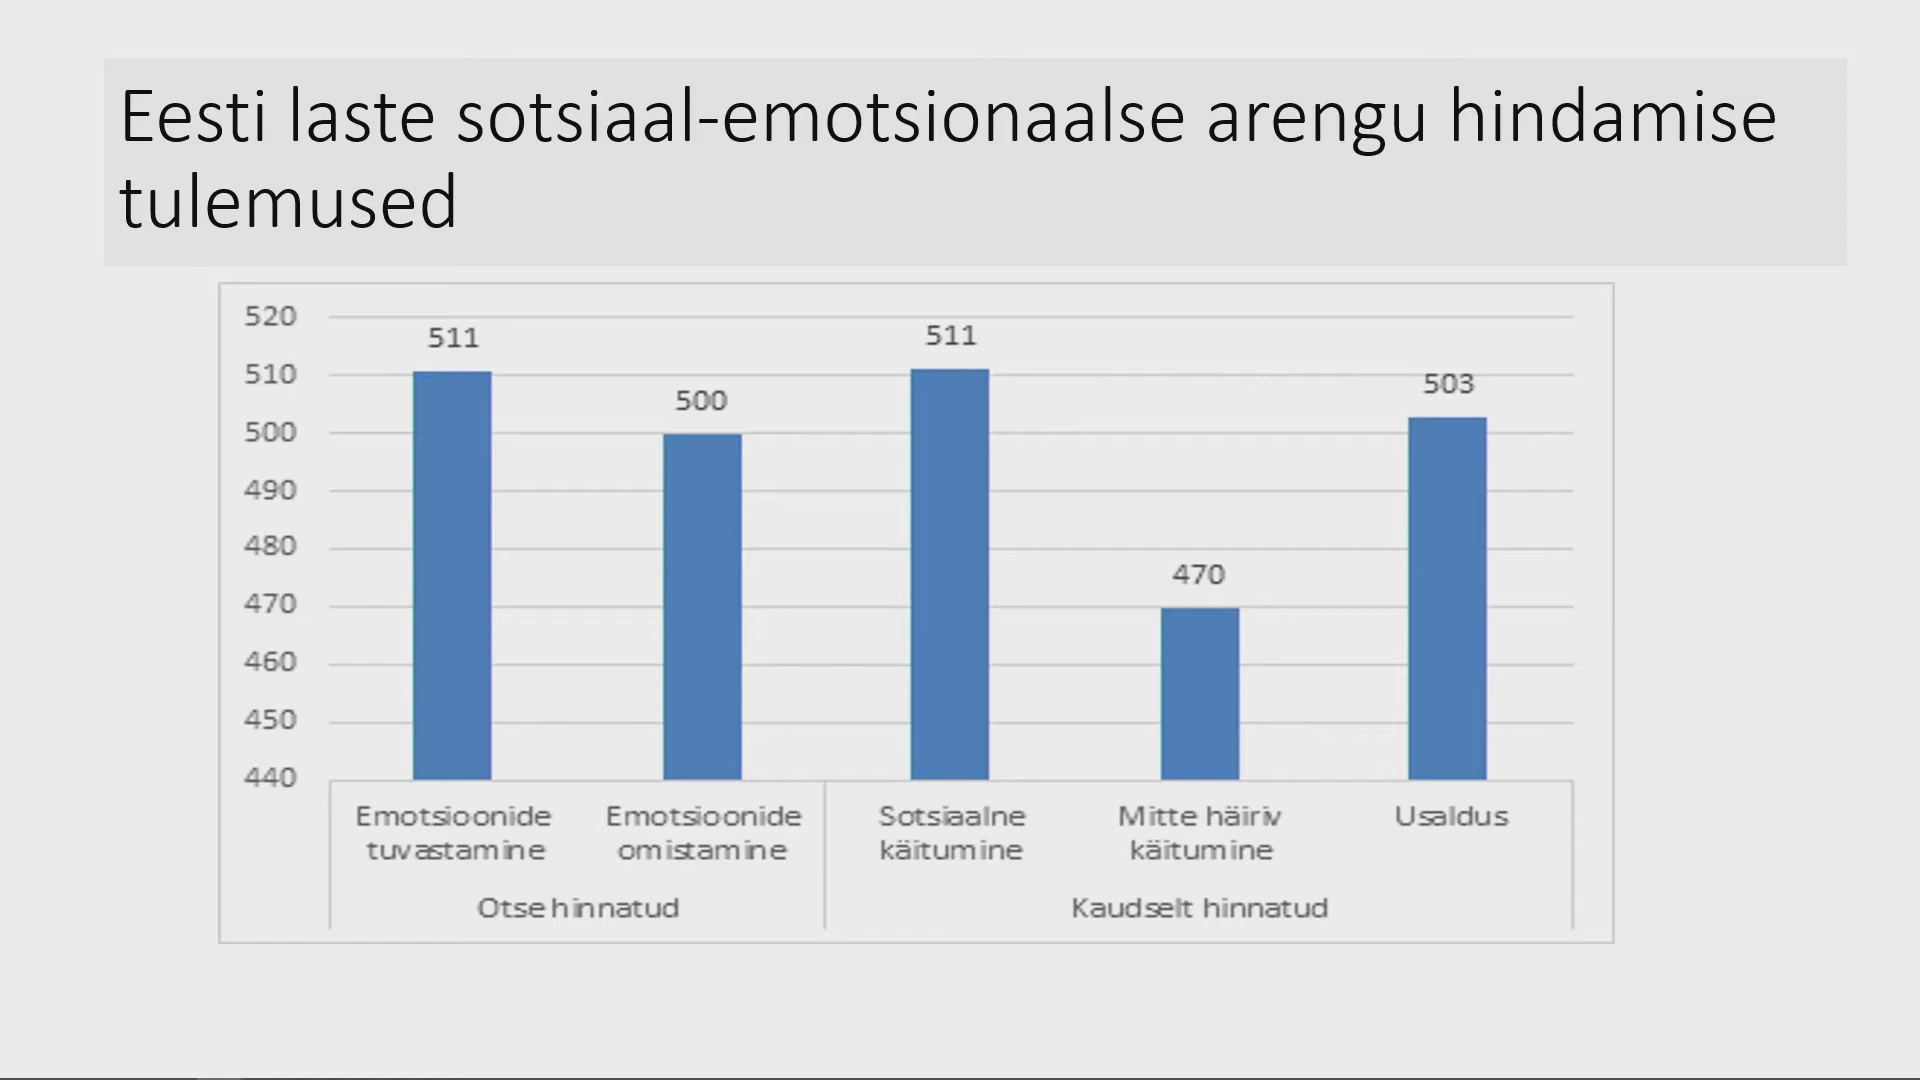 Eesti laste sotsiaal-emotsionaalse arengu hindamise
tulemused
520
510
500
490
480
470
460
450
440
511
500
511
470
503
Emotsioonide
tuvastamine
Emotsioonide
omistamine
Sotsiaalne
käitumine
Mitte häiriv
käitumine
Usaldus
Otse hinnatud
Kaudselt hinnatud